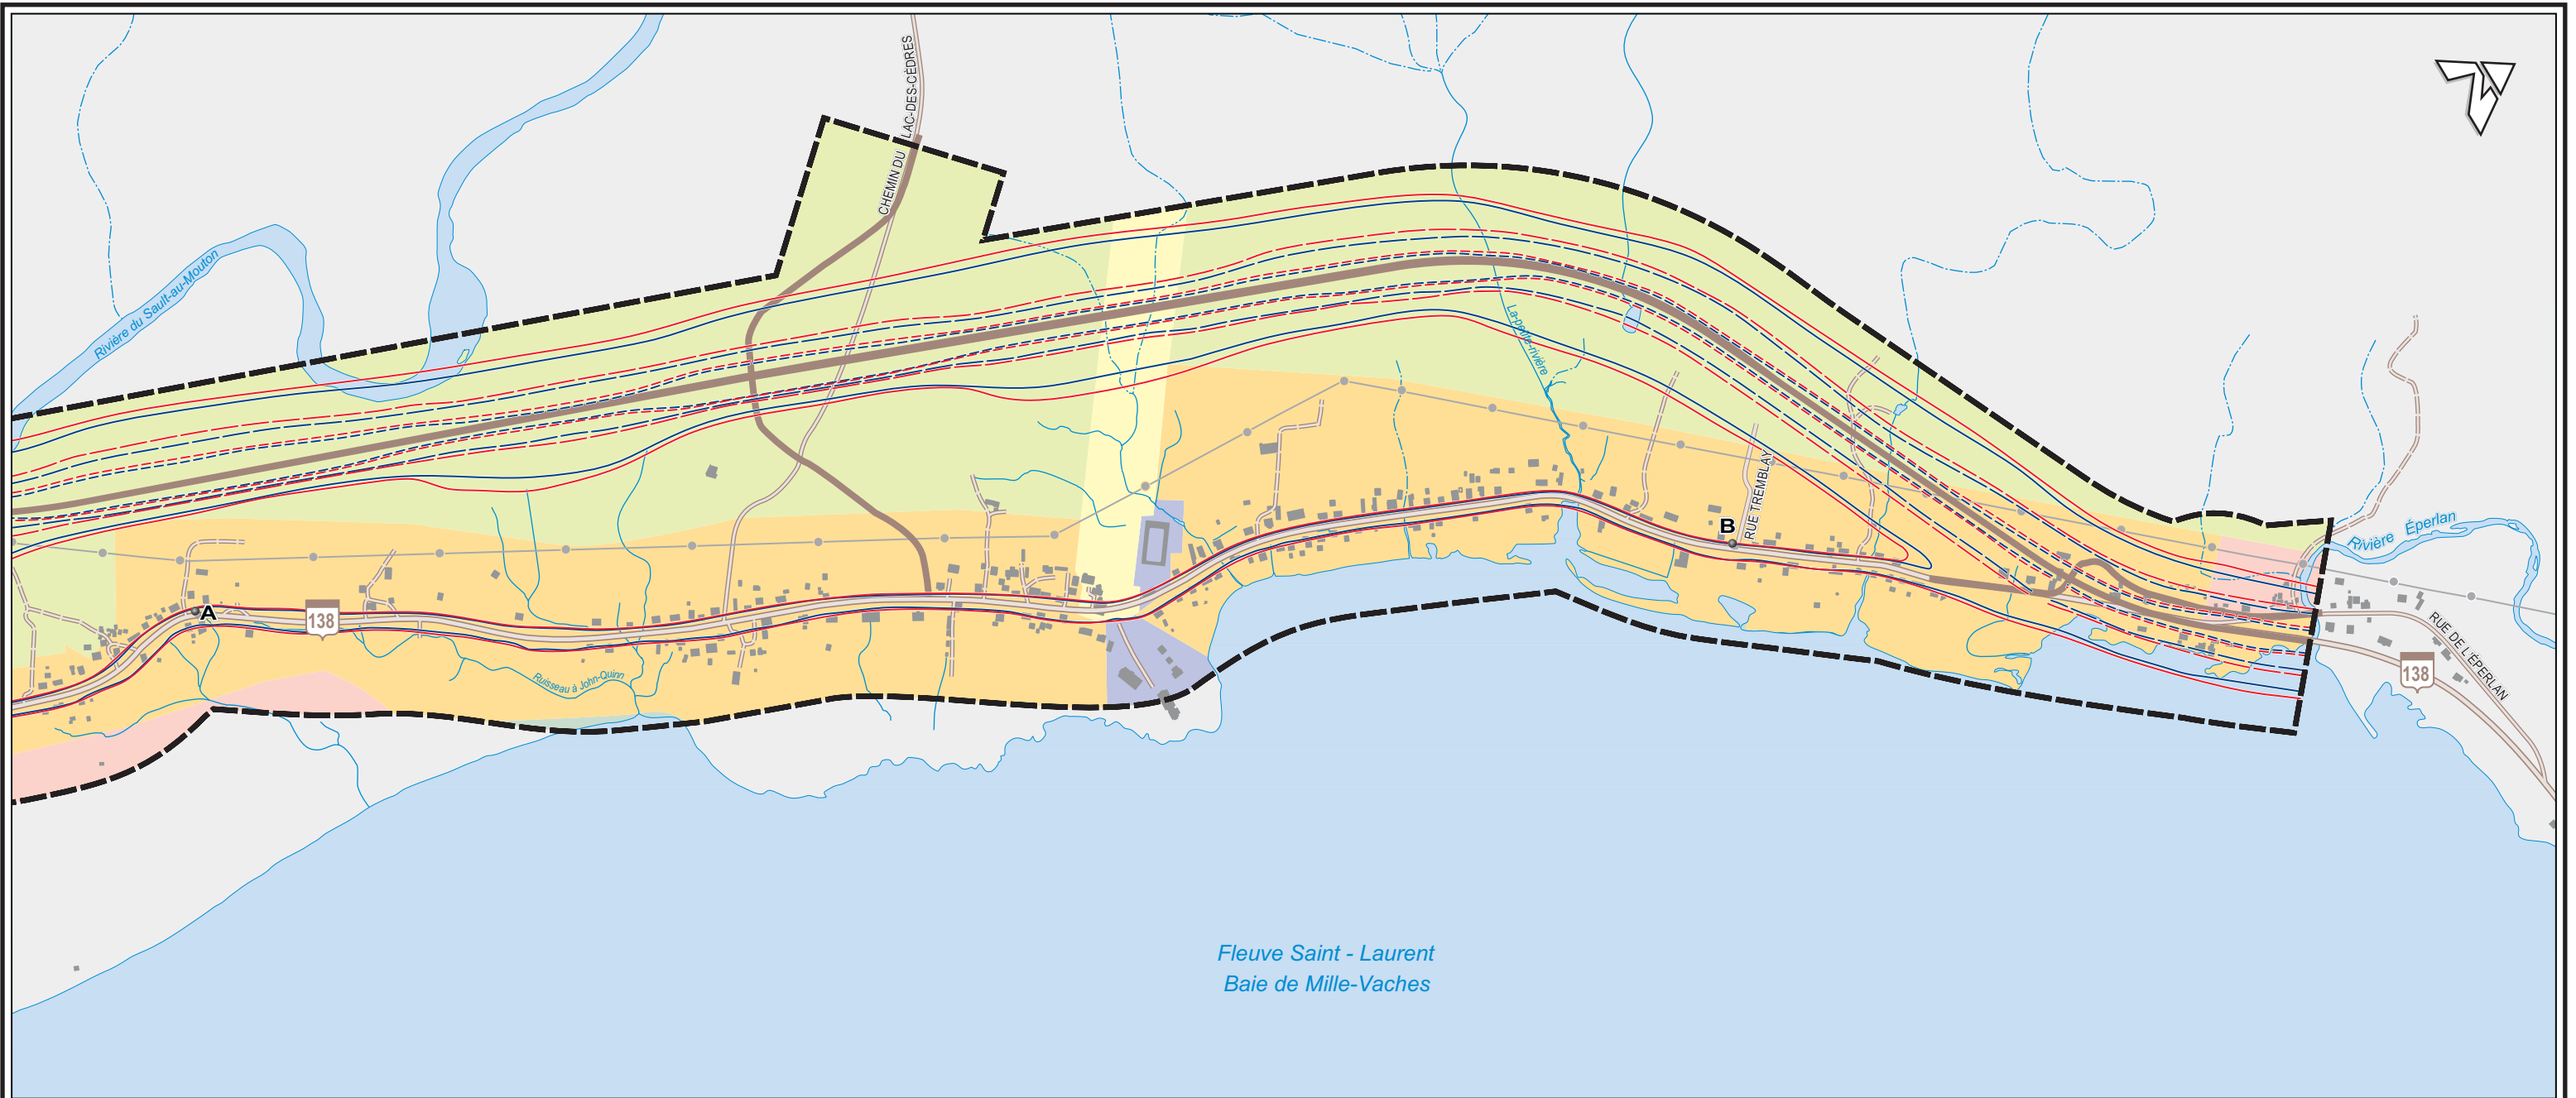 CHEMIN DU LAC-DES-CÈDRES
Rivière du Sault-au-Mouton
La petite rivière
RUE TREMBLAY
B
A
138
Ruisseau à John-Quinn
Rivière Éperlan
RUE DE L'ÉPERLAN
138
Fleuve Saint - Laurent
Baie de Mille-Vaches